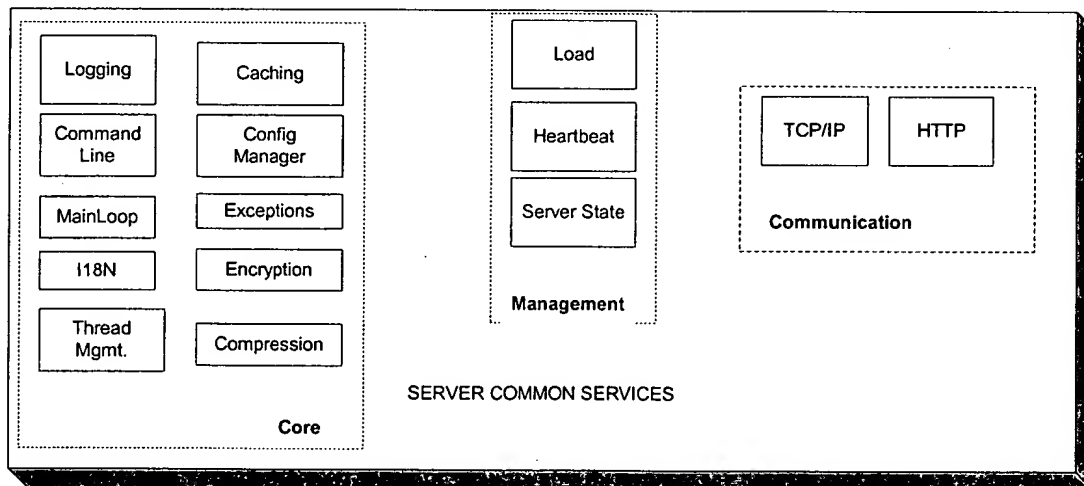 Logging
Caching
Command
Line
Config
Manager
MainLoop
Exceptions
I18N
Encryption
Thread
Mgmt.
Compression
Core
Load
Heartbeat
Server State
Management
TCP/IP
HTTP
Communication
SERVER COMMON SERVICES